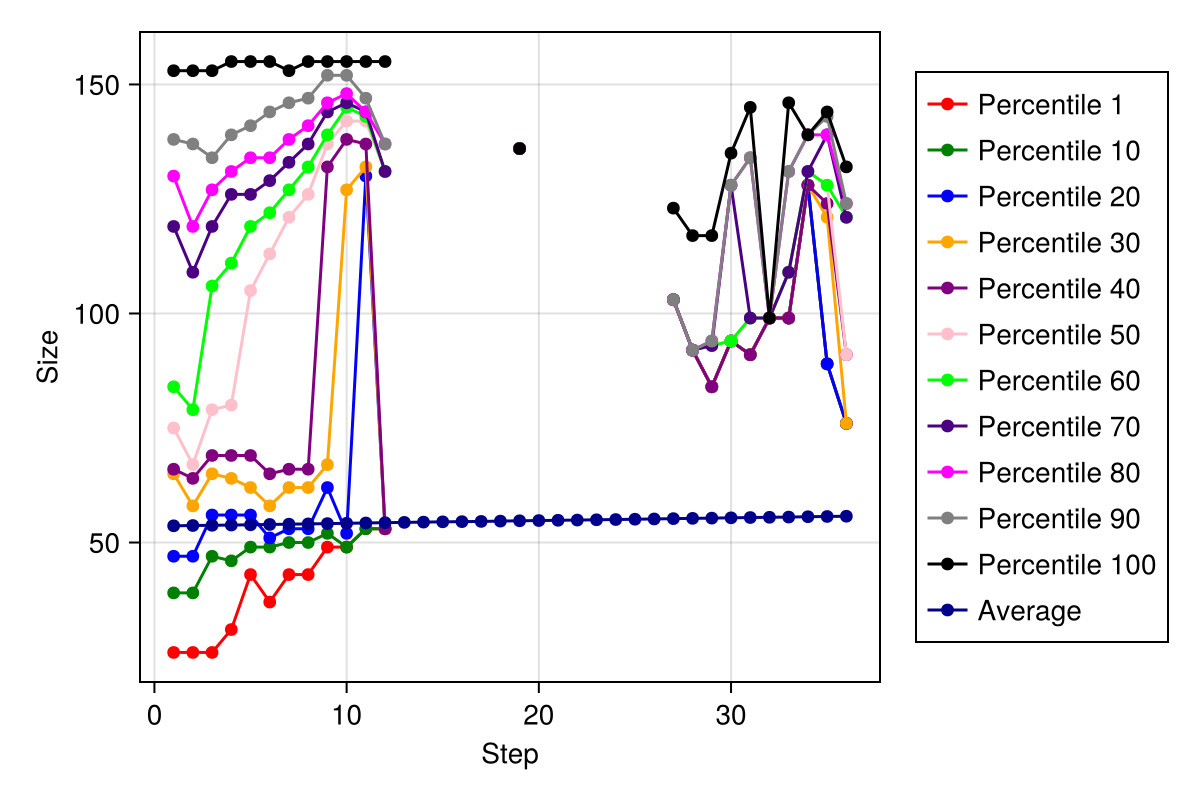 150
100
50
0
10
20
30
Size
Step
Percentile 1
Percentile 10
Percentile 20
Percentile 30
Percentile 40
Percentile 50
Percentile 60
Percentile 70
Percentile 80
Percentile 90
Percentile 100
Average